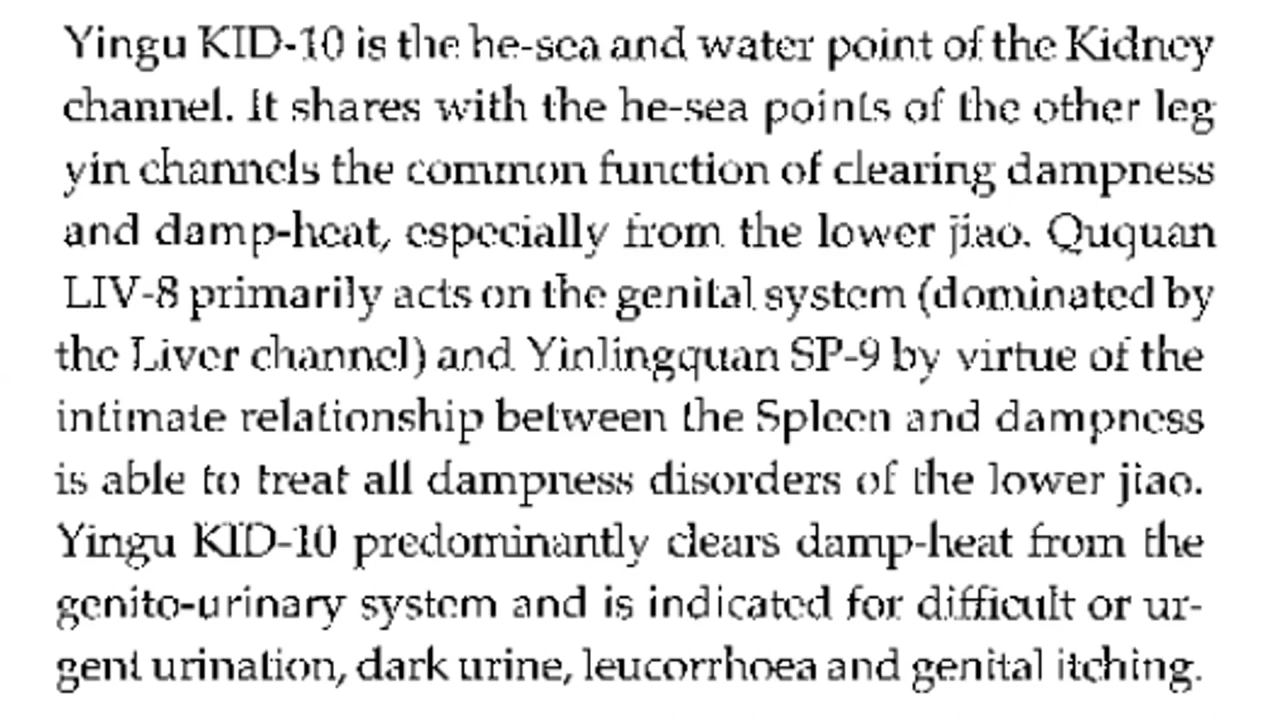 Yingu KID-10 is the he-sea and water point of the Kidney
channel. It shares with the he-sea points of the other leg
yin channels the common function of clearing dampness
and damp-heat, especially from the lower jiao. Ququan
LIV-8 primarily acts on the genital system (dominated by
the Liver channel) and Yinlingquan SP-9 by virtue of the
intimate relationship between the Spleen and dampness
is able to treat all dampness disorders of the lower jiao.
Yingu KID-10 predominantly clears damp-heat from the
genito-urinary system and is indicated for difficult or ur-
gent urination, dark urine, leucorrhoea and genital itching.